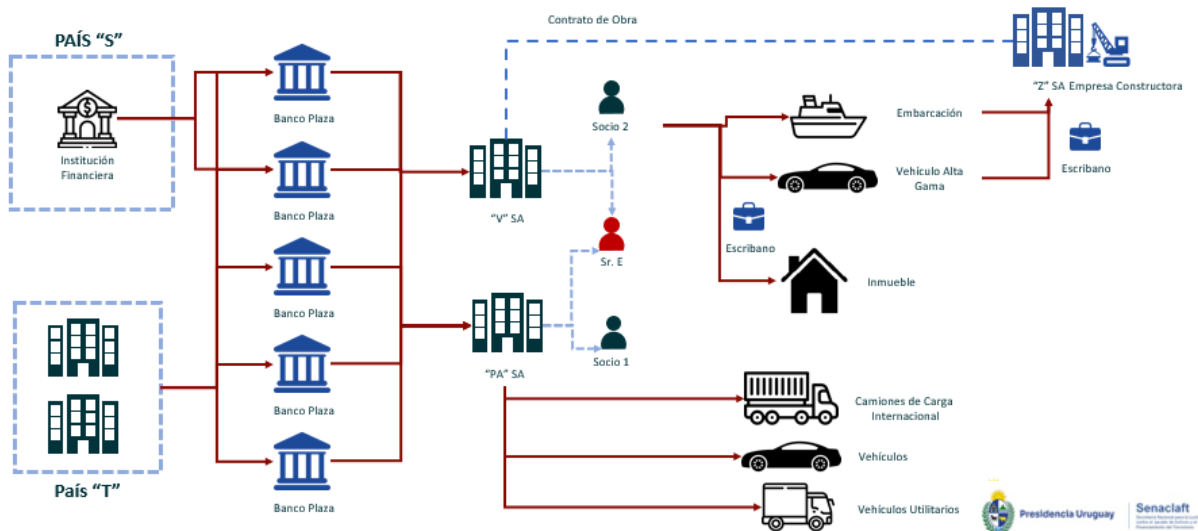 Contrato de Obra
PAÍS “S”
Institución
Financiera
Banco Plaza
Banco Plaza
Banco Plaza
Banco Plaza
Banco Plaza
País “T”
“V” SA
“PA” SA
Socio 2
Sr. E
Socio 1
Embarcación
Vehículo Alta
Gama
Escribano
Inmueble
“Z” SA Empresa Constructora
Escribano
Camiones de Carga
Internacional
Vehículos
Vehículos Utilitarios
Presidencia Uruguay
Senaclaft